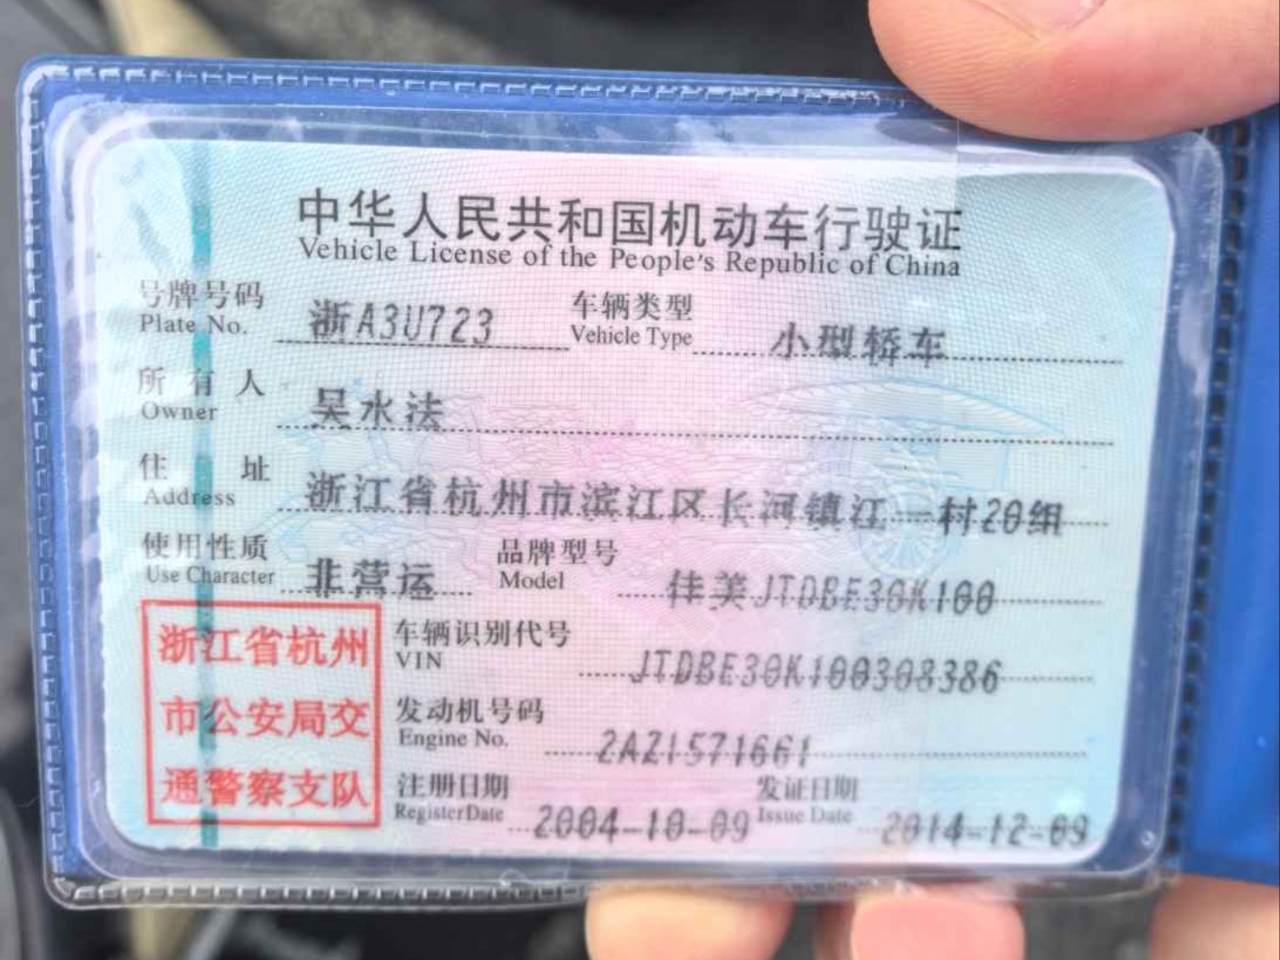 中华人民共和国机动车行驶证
Vehicle License of the People's Republic of China
号牌号码 浙A3U723 车辆类型 小型轿车
Plate No. Vehicle Type
所有人 吴水法
Owner
住址 浙江省杭州市滨江区长河镇江一村20组
Address
使用性质 非营运 品牌型号 佳美JTDBE30K100
Use Character Model
浙江省杭州
市公安局交
通警察支队
车辆识别代号 JTDBE30K100308386
VIN
发动机号码 2AZ1571661
Engine No.
注册日期 2004-10-09 发证日期 2014-12-09
Register Date Issue Date